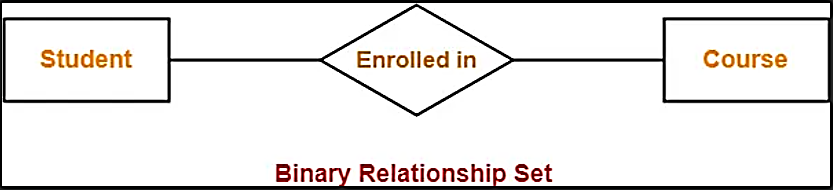 Student
Enrolled in
Course
Binary Relationship Set